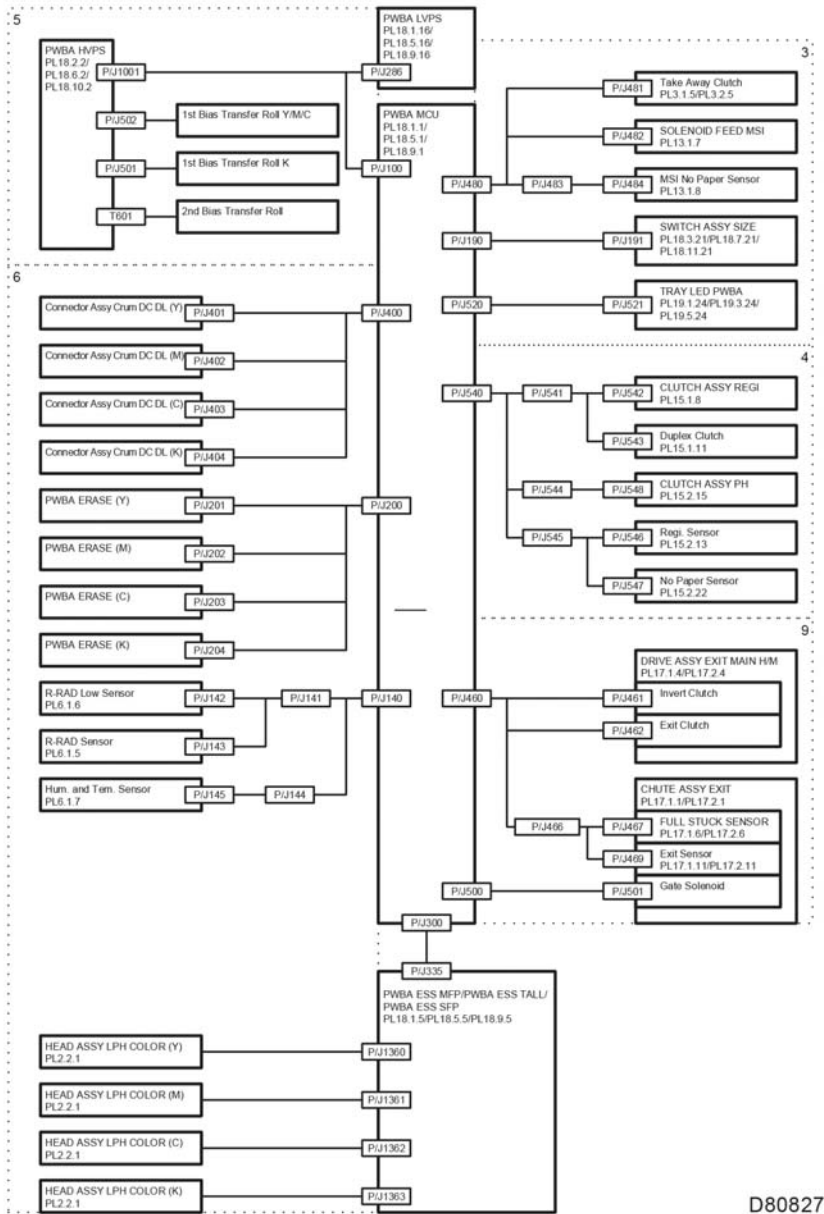 5
PWBA HVPS
PL18.2.2/
PL18.6.2/
PL18.10.2
P/J1001
P/J502
1st Bias Transfer Roll Y/M/C
P/J501
1st Bias Transfer Roll K
T601
2nd Bias Transfer Roll
PWBA LVPS
PL18.1.16/
PL18.5.16/
PL18.9.16
P/J286
PWBA MCU
PL18.1.1/
PL18.5.1/
PL18.9.1
P/J100
3
P/J480
P/J481
Take Away Clutch
PL3.1.5/PL3.2.5
P/J482
SOLENOID FEED MSI
PL13.1.7
P/J483
P/J484
MSI No Paper Sensor
PL13.1.8
P/J190
P/J191
SWITCH ASSY SIZE
PL18.3.21/PL18.7.21/
PL18.11.21
P/J520
P/J521
TRAY LED PWBA
PL19.1.24/PL19.3.24/
PL19.5.24
6
Connector Assy Crum DC DL (Y)
P/J401
P/J400
Connector Assy Crum DC DL (M)
P/J402
Connector Assy Crum DC DL (C)
P/J403
Connector Assy Crum DC DL (K)
P/J404
PWBA ERASE (Y)
P/J201
P/J200
PWBA ERASE (M)
P/J202
PWBA ERASE (C)
P/J203
PWBA ERASE (K)
P/J204
R-RAD Low Sensor
PL6.1.6
P/J142
P/J141
P/J140
R-RAD Sensor
PL6.1.5
P/J143
Hum. and Tem. Sensor
PL6.1.7
P/J145
P/J144
4
P/J540
P/J541
P/J542
CLUTCH ASSY REGI
PL15.1.8
P/J543
Duplex Clutch
PL15.1.11
P/J544
P/J548
CLUTCH ASSY PH
PL15.2.15
P/J545
P/J546
Regi. Sensor
PL15.2.13
P/J547
No Paper Sensor
PL15.2.22
9
DRIVE ASSY EXIT MAIN H/M
PL17.1.4/PL17.2.4
P/J460
P/J461
Invert Clutch
P/J462
Exit Clutch
CHUTE ASSY EXIT
PL17.1.1/PL17.2.1
P/J466
P/J467
FULL STUCK SENSOR
PL17.1.6/PL17.2.6
P/J469
Exit Sensor
PL17.1.11/PL17.2.11
P/J500
P/J501
Gate Solenoid
P/J300
P/J335
PWBA ESS MFP/PWBA ESS TALL/
PWBA ESS SFP
PL18.1.5/PL18.5.5/PL18.9.5
HEAD ASSY LPH COLOR (Y)
PL2.2.1
P/J1360
HEAD ASSY LPH COLOR (M)
PL2.2.1
P/J1361
HEAD ASSY LPH COLOR (C)
PL2.2.1
P/J1362
HEAD ASSY LPH COLOR (K)
PL2.2.1
P/J1363
D80827